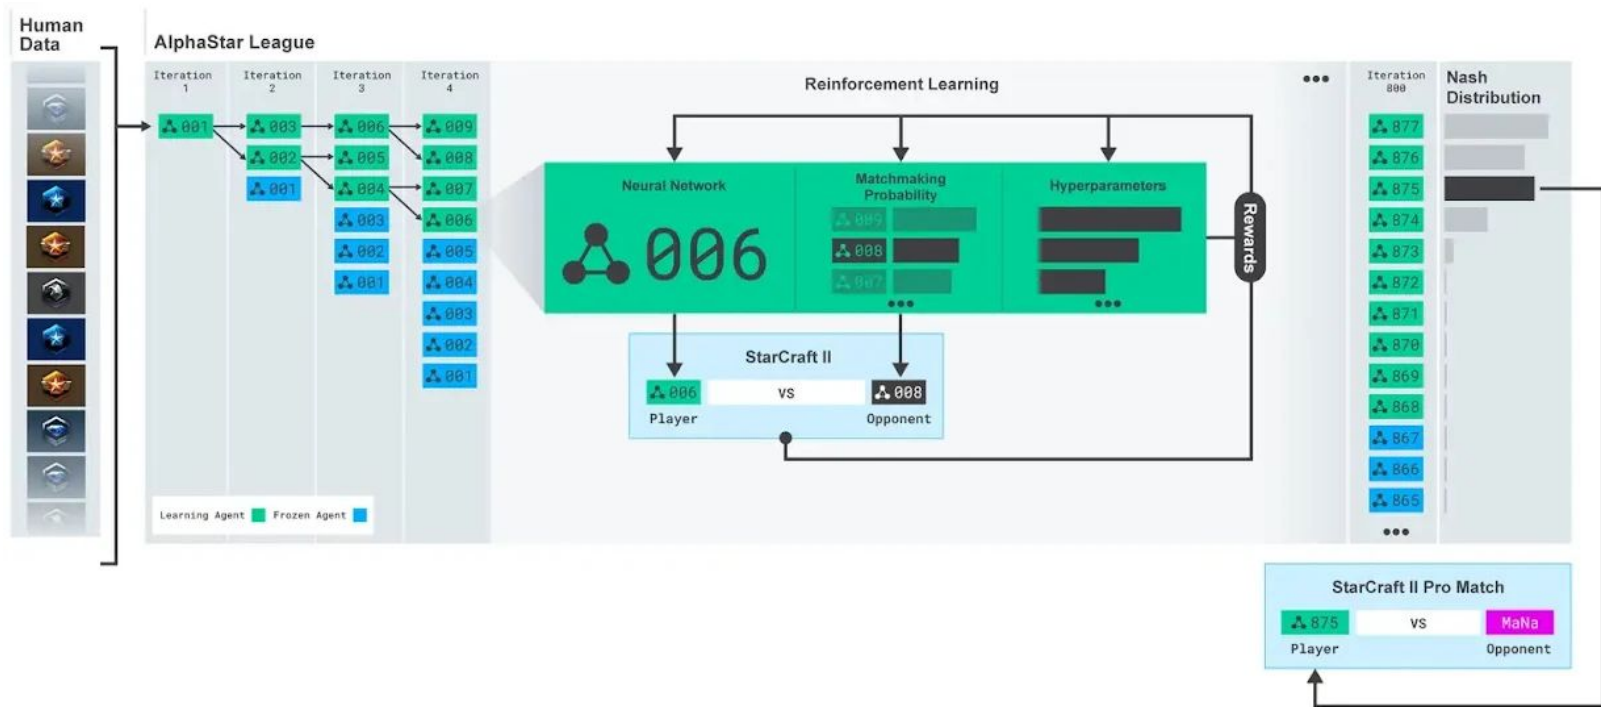 Human
Data
AlphaStar League
Iteration
1
Iteration
2
Iteration
3
Iteration
4
001
003
002
001
006
005
004
003
002
001
009
008
007
006
005
004
003
002
001
Learning Agent
Frozen Agent
Reinforcement Learning
Neural Network
006
Matchmaking
Probability
009
008
007
•••
Hyperparameters
•••
Rewards
StarCraft II
006
vs
008
Player
Opponent
•••
Iteration
800
877
876
875
874
873
872
871
870
869
868
867
866
865
•••
Nash
Distribution
StarCraft II Pro Match
875
vs
MaNa
Player
Opponent